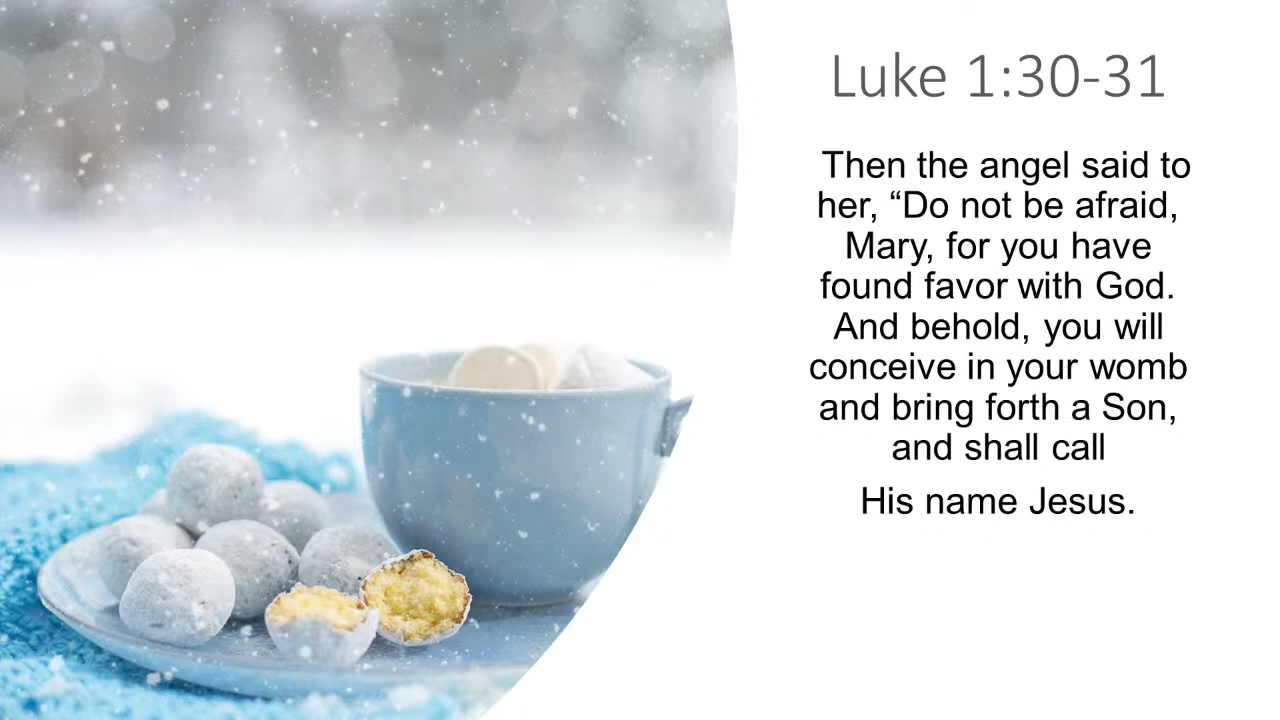 Luke 1:30-31
Then the angel said to
her, “Do not be afraid,
Mary, for you have
found favor with God.
And behold, you will
conceive in your womb
and bring forth a Son,
and shall call
His name Jesus.